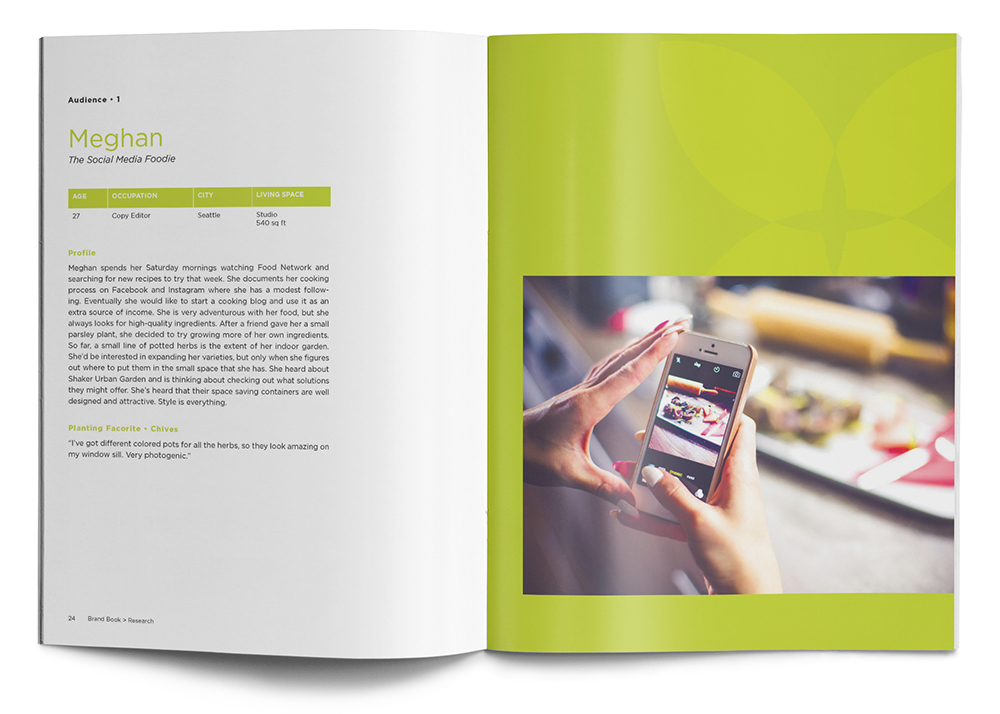 Audience • 1
Meghan
The Social Media Foodie
AGE OCCUPATION CITY LIVING SPACE
27 Copy Editor Seattle Studio
540 sq ft
Profile
Meghan spends her Saturday mornings watching Food Network and
searching for new recipes to try that week. She documents her cooking
process on Facebook and Instagram where she has a modest follow-
ing. Eventually she would like to start a cooking blog and use it as an
extra source of income. She is very adventurous with her food, but she
always looks for high-quality ingredients. After a friend gave her a small
parsley plant, she decided to try growing more of her own ingredients.
So far, a small line of potted herbs is the extent of her indoor garden.
She'd be interested in expanding her varieties, but only when she figures
out where to put them in the small space that she has. She heard about
Shaker Urban Garden and is thinking about checking out what solutions
they might offer. She's heard that their space saving containers are well
designed and attractive. Style is everything.
Planting Facorite • Chives
"I've got different colored pots for all the herbs, so they look amazing on
my window sill. Very photogenic."
24 Brand Book > Research